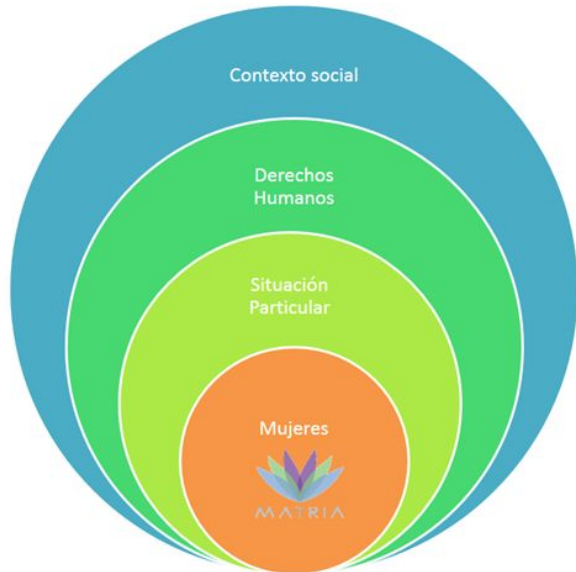 Contexto social
Derechos
Humanos
Situación
Particular
Mujeres
MATRIA